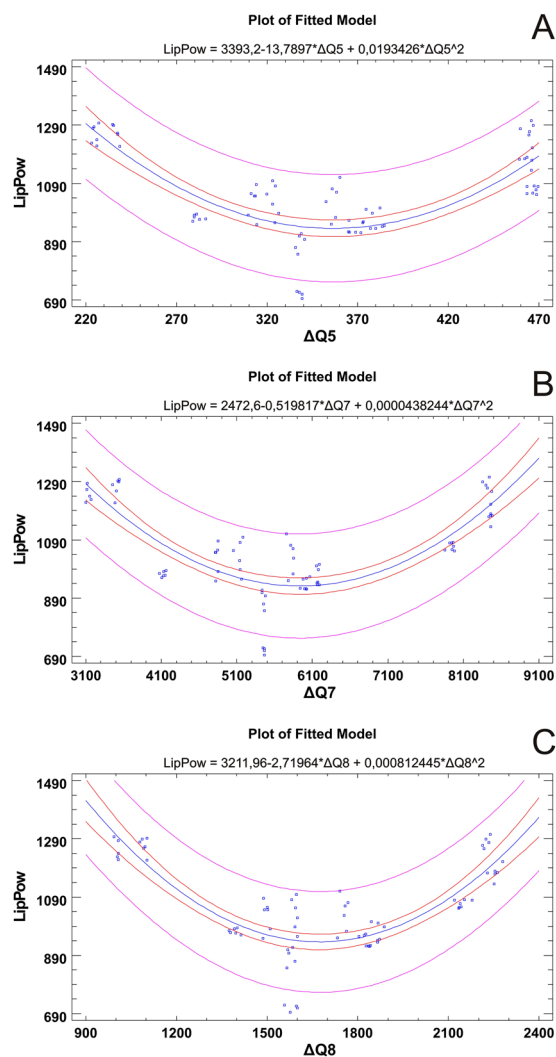 A
Plot of Fitted Model
LipPow = 3393,2-13,7897*ΔQ5 + 0,0193426*ΔQ5^2
1490
1290
1090
890
690
LipPow
220 270 320 370 420 470
ΔQ5
B
Plot of Fitted Model
LipPow = 2472,6-0,519817*ΔQ7 + 0,0000438244*ΔQ7^2
1490
1290
1090
890
690
LipPow
3100 4100 5100 6100 7100 8100 9100
ΔQ7
C
Plot of Fitted Model
LipPow = 3211,96-2,71964*ΔQ8 + 0,000812445*ΔQ8^2
1490
1290
1090
890
690
LipPow
900 1200 1500 1800 2100 2400
ΔQ8